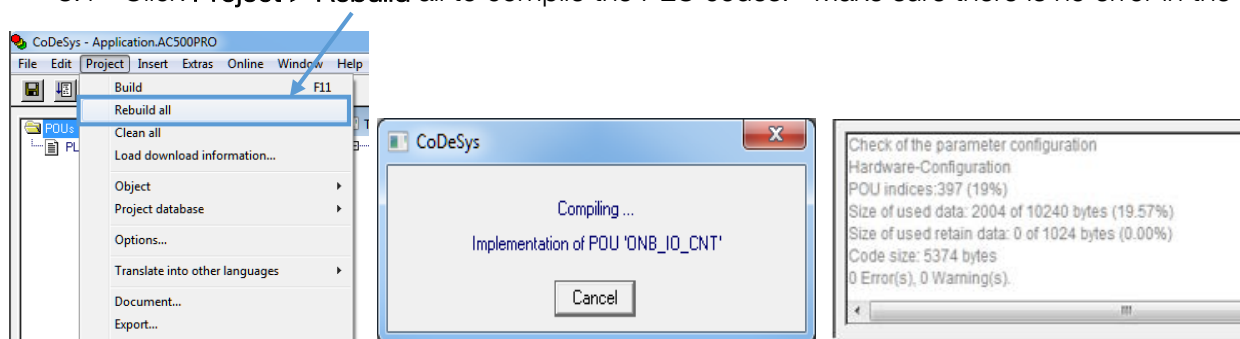 Click Project > Rebuild all to compile the PLC codes. Make sure there is no error in the
CoDeSys - Application.AC500PRO
File Edit Project Insert Extras Online Window Help
Build F11
Rebuild all
Clean all
Load download information...
Object
Project database
Options...
Translate into other languages
Document...
Export...
POUs
PL
CoDeSys
Compiling ...
Implementation of POU 'ONB_IO_CNT'
Cancel
Check of the parameter configuration
Hardware-Configuration
POU indices:397 (19%)
Size of used data: 2004 of 10240 bytes (19.57%)
Size of used retain data: 0 of 1024 bytes (0.00%)
Code size: 5374 bytes
0 Error(s), 0 Warning(s).